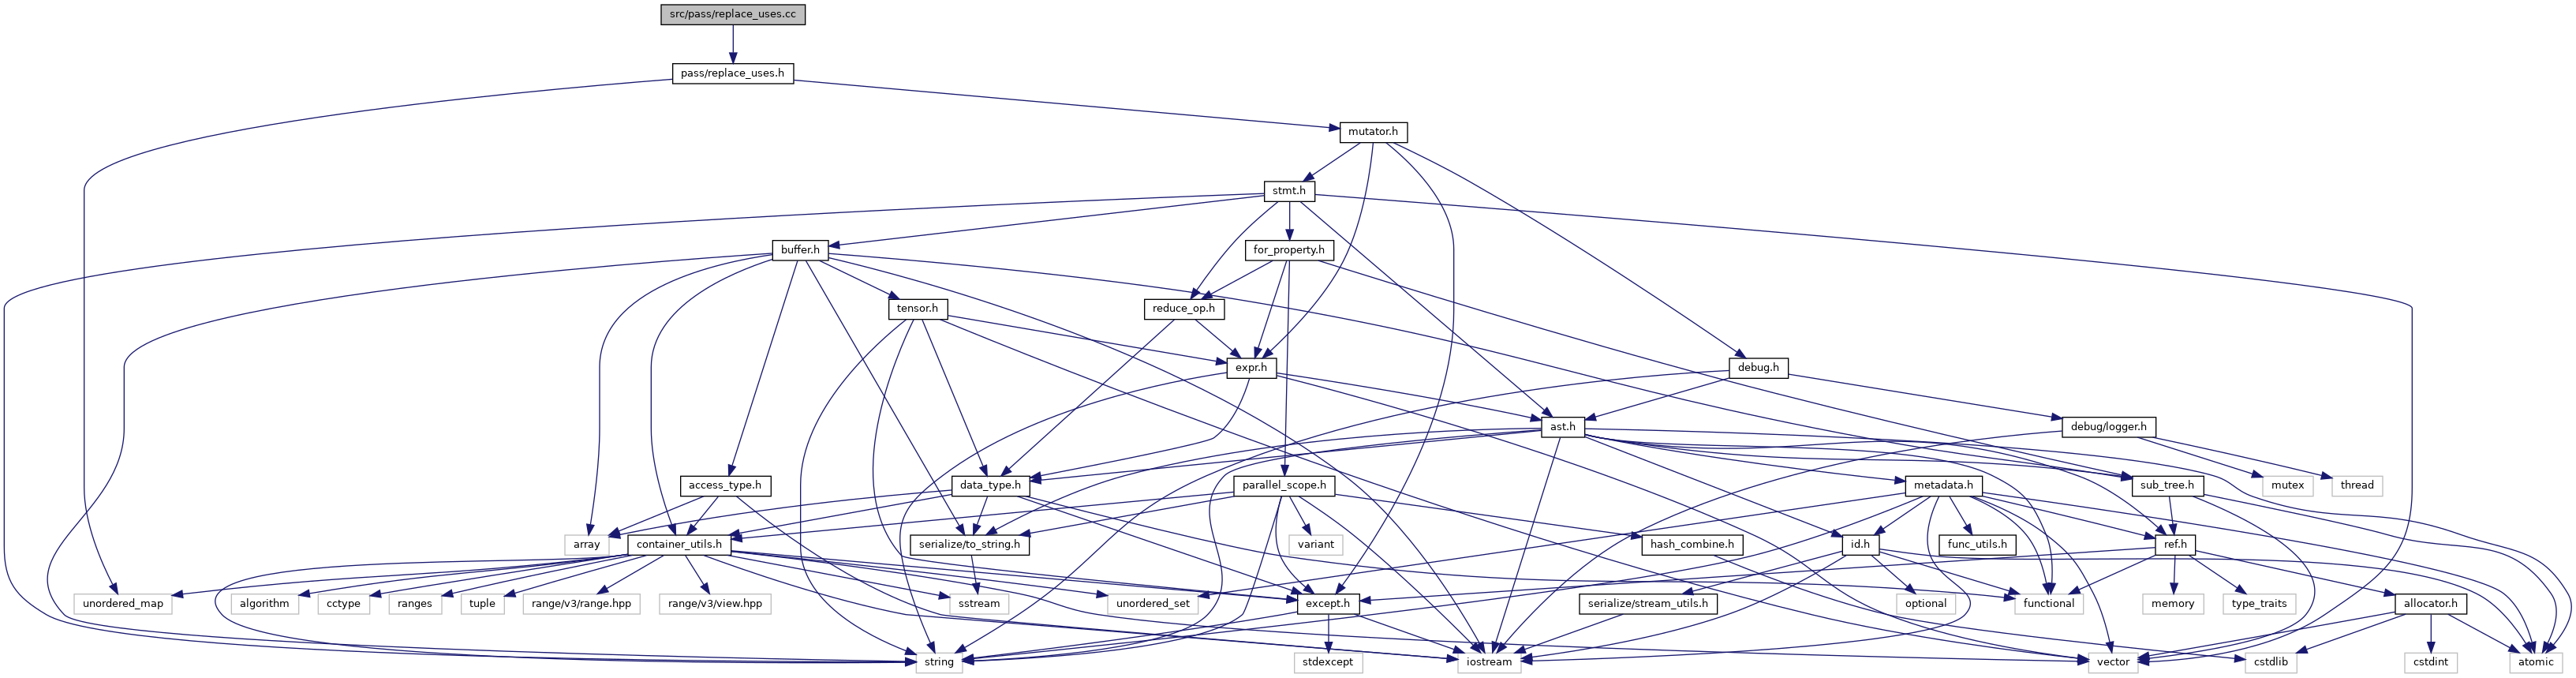 src/pass/replace_uses.cc
pass/replace_uses.h
mutator.h
stmt.h
buffer.h
for_property.h
tensor.h
reduce_op.h
expr.h
debug.h
ast.h
debug/logger.h
access_type.h
data_type.h
parallel_scope.h
metadata.h
sub_tree.h
mutex
thread
array
container_utils.h
serialize/to_string.h
variant
hash_combine.h
id.h
func_utils.h
ref.h
unordered_map
algorithm
cctype
ranges
tuple
range/v3/range.hpp
range/v3/view.hpp
sstream
unordered_set
except.h
serialize/stream_utils.h
optional
functional
memory
type_traits
allocator.h
string
stdexcept
iostream
vector
cstdlib
cstdint
atomic